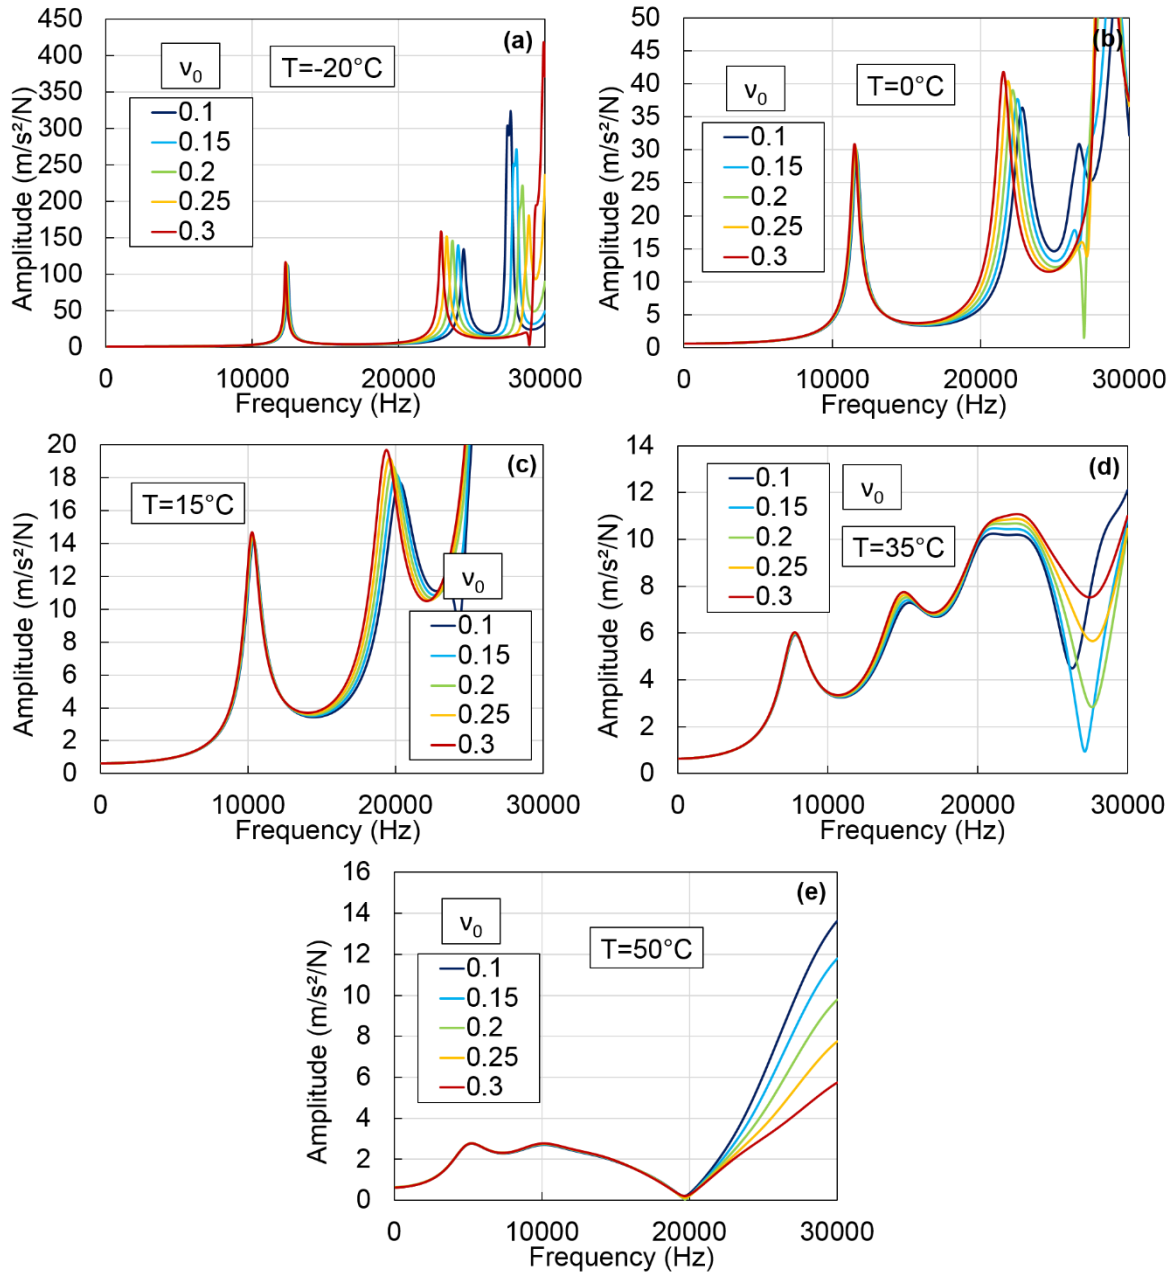 (a)
ν₀
T=-20°C
0.1
0.15
0.2
0.25
0.3
Amplitude (m/s²/N)
450
400
350
300
250
200
150
100
50
0
0 10000 20000 30000
Frequency (Hz)
(b)
ν₀
T=0°C
0.1
0.15
0.2
0.25
0.3
Amplitude (m/s²/N)
50
45
40
35
30
25
20
15
10
5
0
0 10000 20000 30000
Frequency (Hz)
(c)
T=15°C
ν₀
0.1
0.15
0.2
0.25
0.3
Amplitude (m/s²/N)
20
18
16
14
12
10
8
6
4
2
0
0 10000 20000 30000
Frequency (Hz)
(d)
ν₀
T=35°C
0.1
0.15
0.2
0.25
0.3
Amplitude (m/s²/N)
14
12
10
8
6
4
2
0
0 10000 20000 30000
Frequency (Hz)
(e)
ν₀
T=50°C
0.1
0.15
0.2
0.25
0.3
Amplitude (m/s²/N)
16
14
12
10
8
6
4
2
0
0 10000 20000 30000
Frequency (Hz)